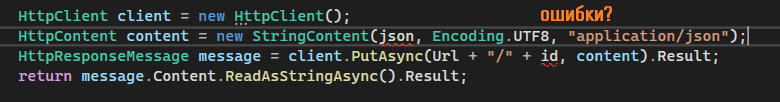 ошибки?
HttpClient client = new HttpClient();
HttpContent content = new StringContent(json, Encoding.UTF8, "application/json");
HttpResponseMessage message = client.PutAsync(Url + "/" + id, content).Result;
return message.Content.ReadAsStringAsync().Result;